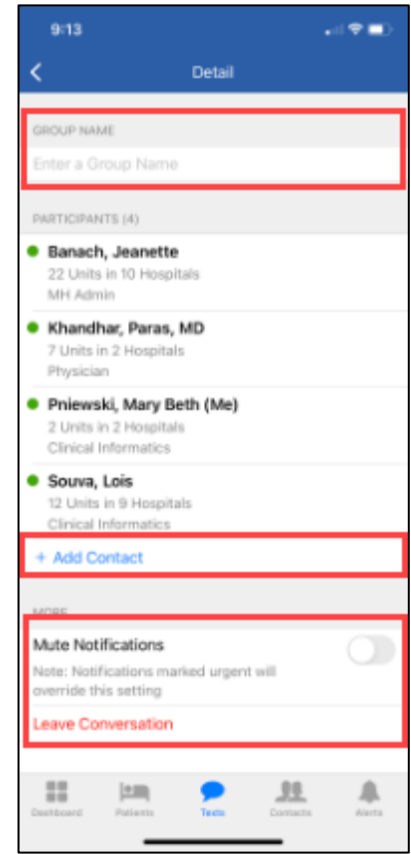 9:13
Detail
GROUP NAME
Enter a Group Name
PARTICIPANTS (4)
Banach, Jeanette
22 Units in 10 Hospitals
MH Admin
Khandhar, Paras, MD
7 Units in 2 Hospitals
Physician
Pniewski, Mary Beth (Me)
2 Units in 2 Hospitals
Clinical Informatics
Souva, Lois
12 Units in 9 Hospitals
Clinical Informatics
+ Add Contact
MORE
Mute Notifications
Note: Notifications marked urgent will
override this setting
Leave Conversation
Dashboard Patients Texts Contacts Alerts